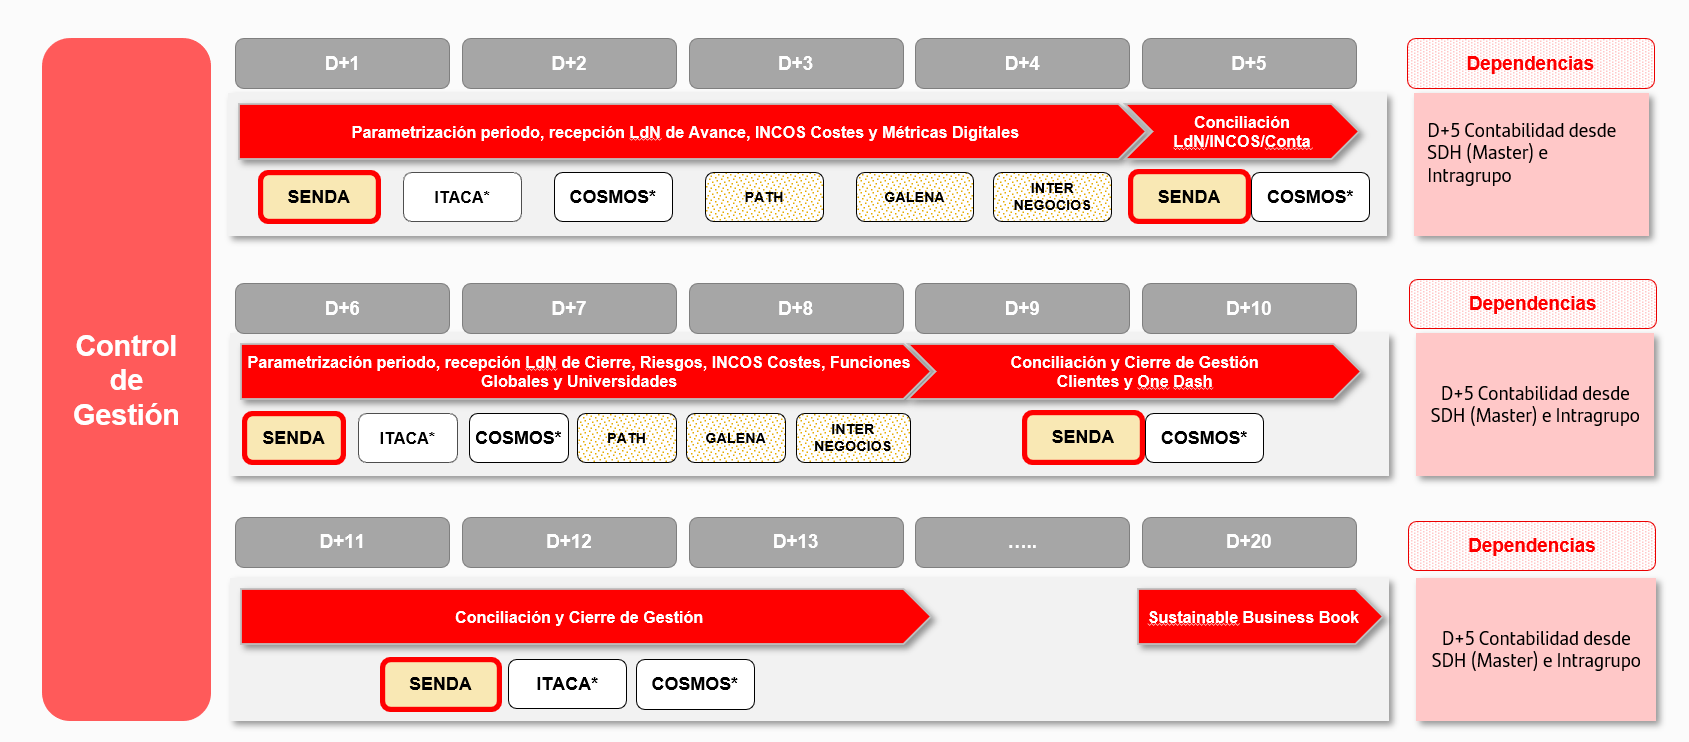 Control
de
Gestión
D+1
D+2
D+3
D+4
D+5
Dependencias
Parametrización periodo, recepción LdN de Avance, INCOS Costes y Métricas Digitales
Conciliación
LdN/INCOS/Conta
SENDA
ITACA*
COSMOS*
PATH
GALENA
INTER
NEGOCIOS
SENDA
COSMOS*
D+5 Contabilidad desde
SDH (Master) e
Intragrupo
D+6
D+7
D+8
D+9
D+10
Dependencias
Parametrización periodo, recepción LdN de Cierre, Riesgos, INCOS Costes, Funciones
Globales y Universidades
Conciliación y Cierre de Gestión
Clientes y One Dash
SENDA
ITACA*
COSMOS*
PATH
GALENA
INTER
NEGOCIOS
SENDA
COSMOS*
D+5 Contabilidad desde
SDH (Master) e Intragrupo
D+11
D+12
D+13
.....
D+20
Dependencias
Conciliación y Cierre de Gestión
Sustainable Business Book
SENDA
ITACA*
COSMOS*
D+5 Contabilidad desde
SDH (Master) e Intragrupo